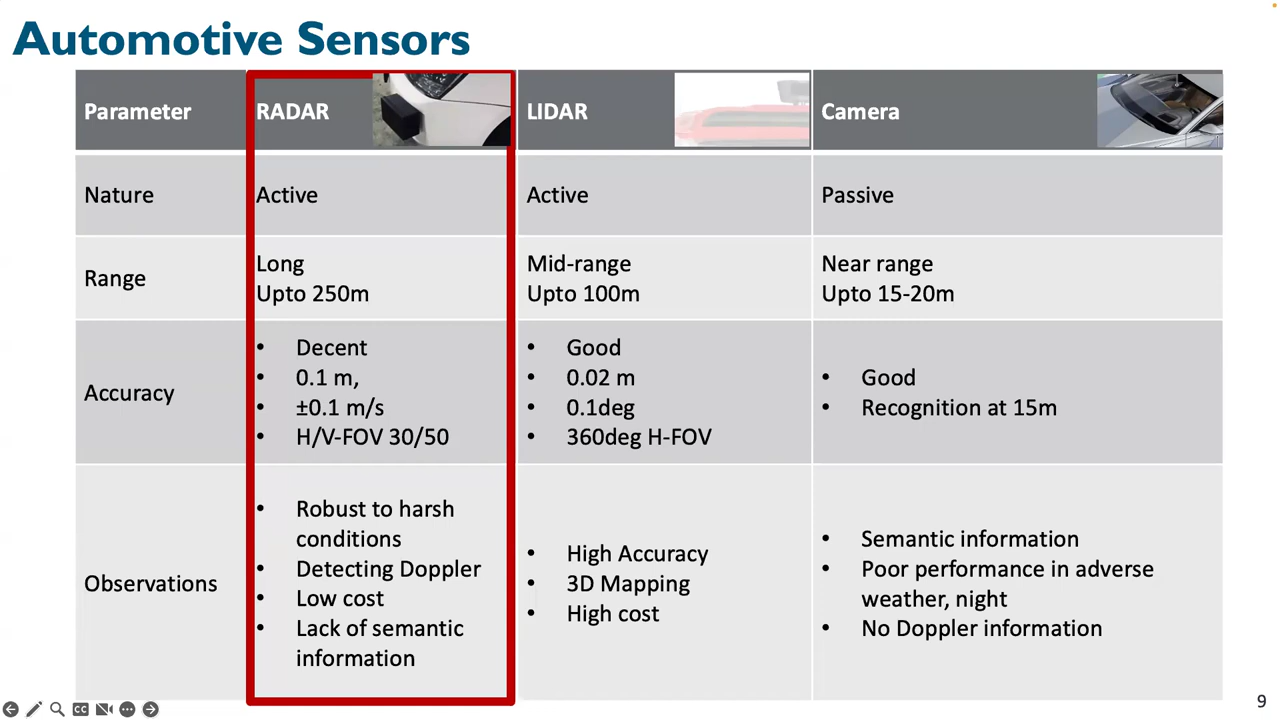 Automotive Sensors
Parameter
RADAR
LIDAR
Camera
Nature
Active
Active
Passive
Range
Long
Upto 250m
Mid-range
Upto 100m
Near range
Upto 15-20m
Accuracy
• Decent
• 0.1 m,
• ±0.1 m/s
• H/V-FOV 30/50
• Good
• 0.02 m
• 0.1deg
• 360deg H-FOV
• Good
• Recognition at 15m
Observations
• Robust to harsh
conditions
• Detecting Doppler
• Low cost
• Lack of semantic
information
• High Accuracy
• 3D Mapping
• High cost
• Semantic information
• Poor performance in adverse
weather, night
• No Doppler information
CC
9